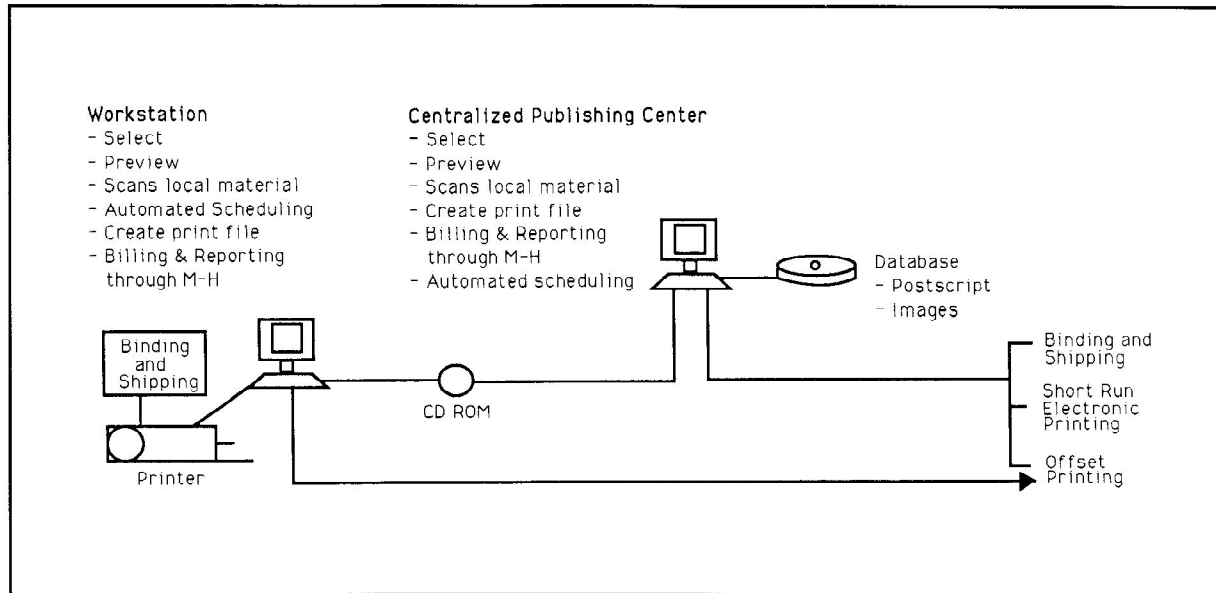 Workstation
- Select
- Preview
- Scans local material
- Automated Scheduling
- Create print file
- Billing & Reporting
through M-H
Centralized Publishing Center
- Select
- Preview
- Scans local material
- Create print file
- Billing & Reporting
through M-H
- Automated scheduling
Database
- Postscript
- Images
Binding
and
Shipping
Printer
CD ROM
Binding and
Shipping
Short Run
Electronic
Printing
Offset
Printing